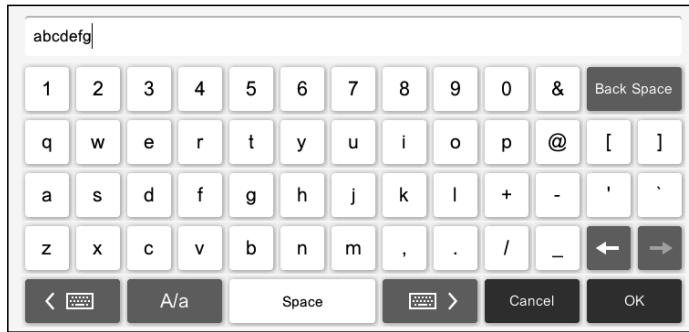 abcdefg
1 2 3 4 5 6 7 8 9 0 & Back Space
q w e r t y u i o p @ [ ]
a s d f g h j k l + - ' `
z x c v b n m , . / _ ← →
< A/a Space > Cancel OK